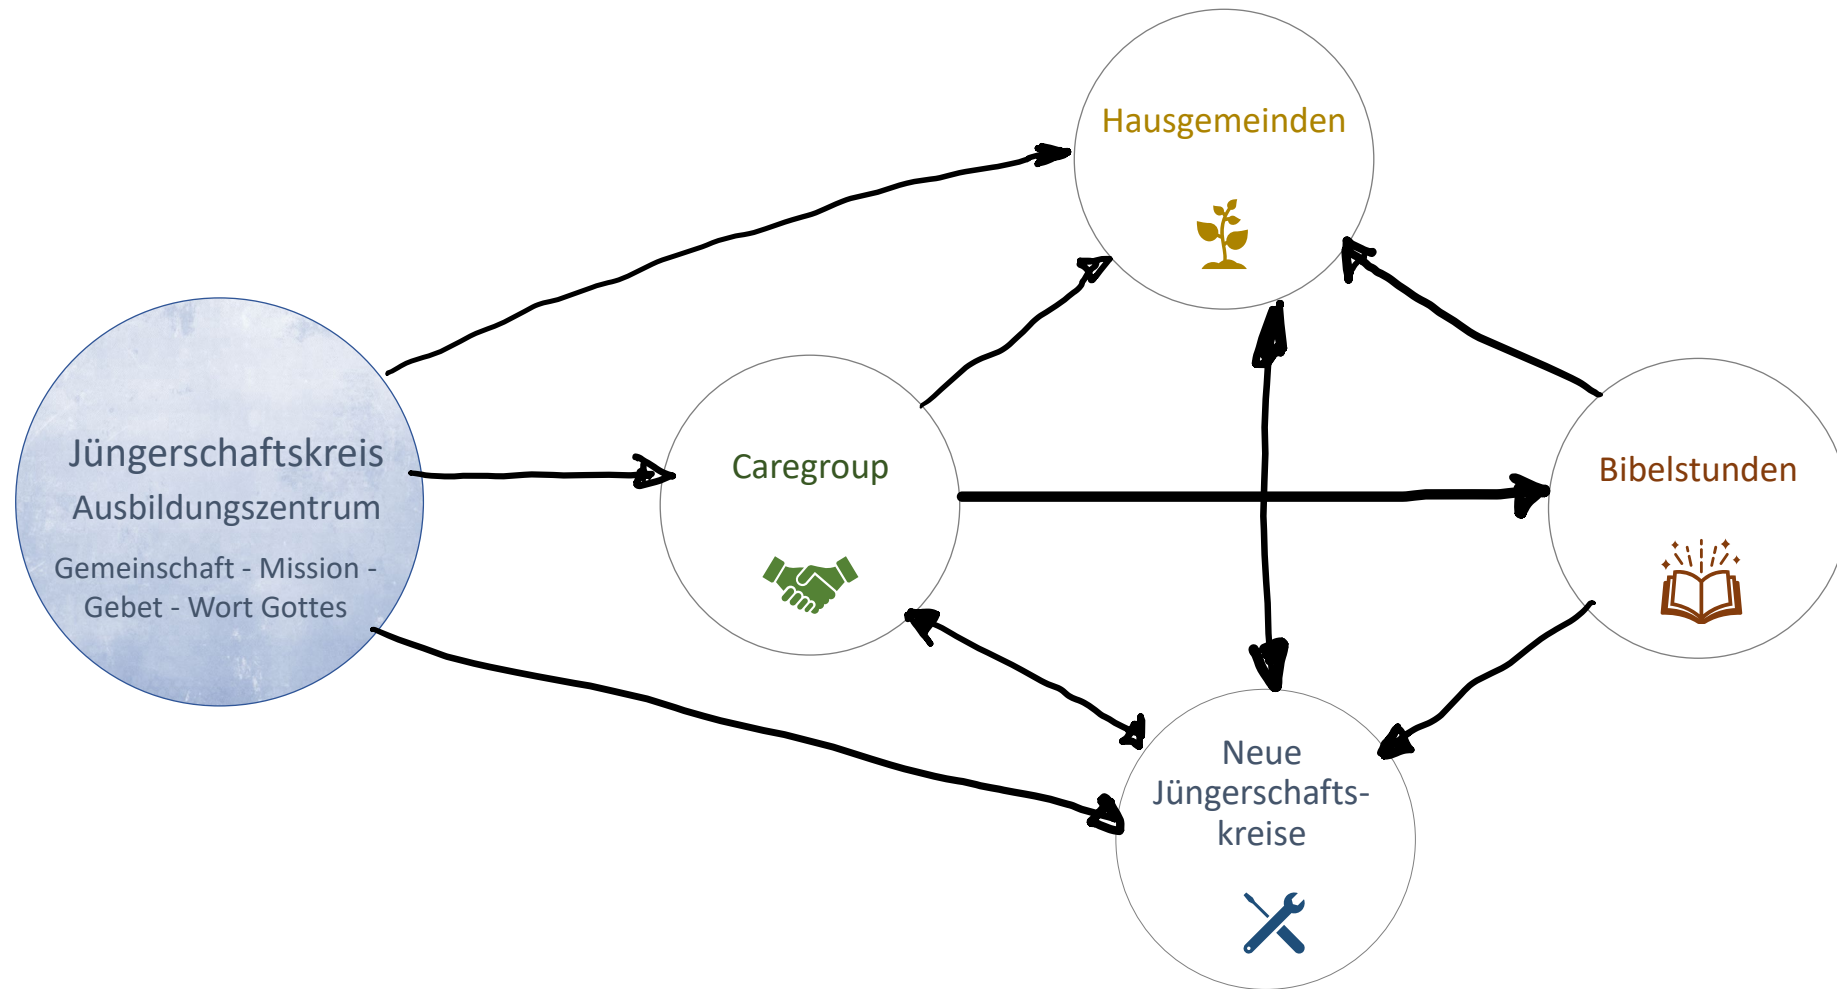 Jüngerschaftskreis
Ausbildungszentrum
Gemeinschaft - Mission -
Gebet - Wort Gottes
Hausgemeinden
Caregroup
Bibelstunden
Neue
Jüngerschafts-
kreise